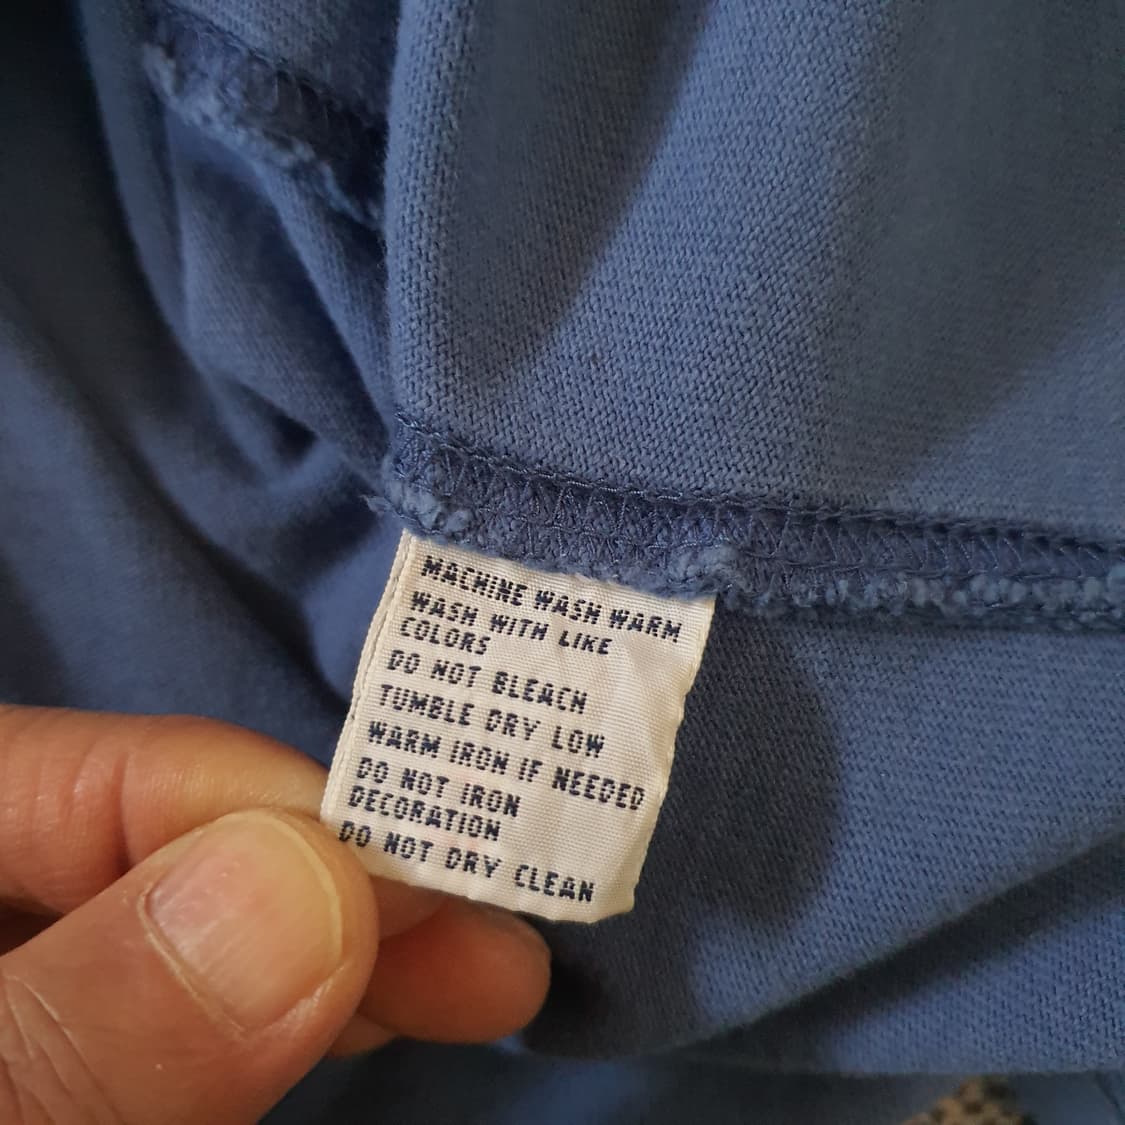 MACHINE WASH WARM
WASH WITH LIKE
COLORS
DO NOT BLEACH
TUMBLE DRY LOW
WARM IRON IF NEEDED
DO NOT IRON
DECORATION
DO NOT DRY CLEAN